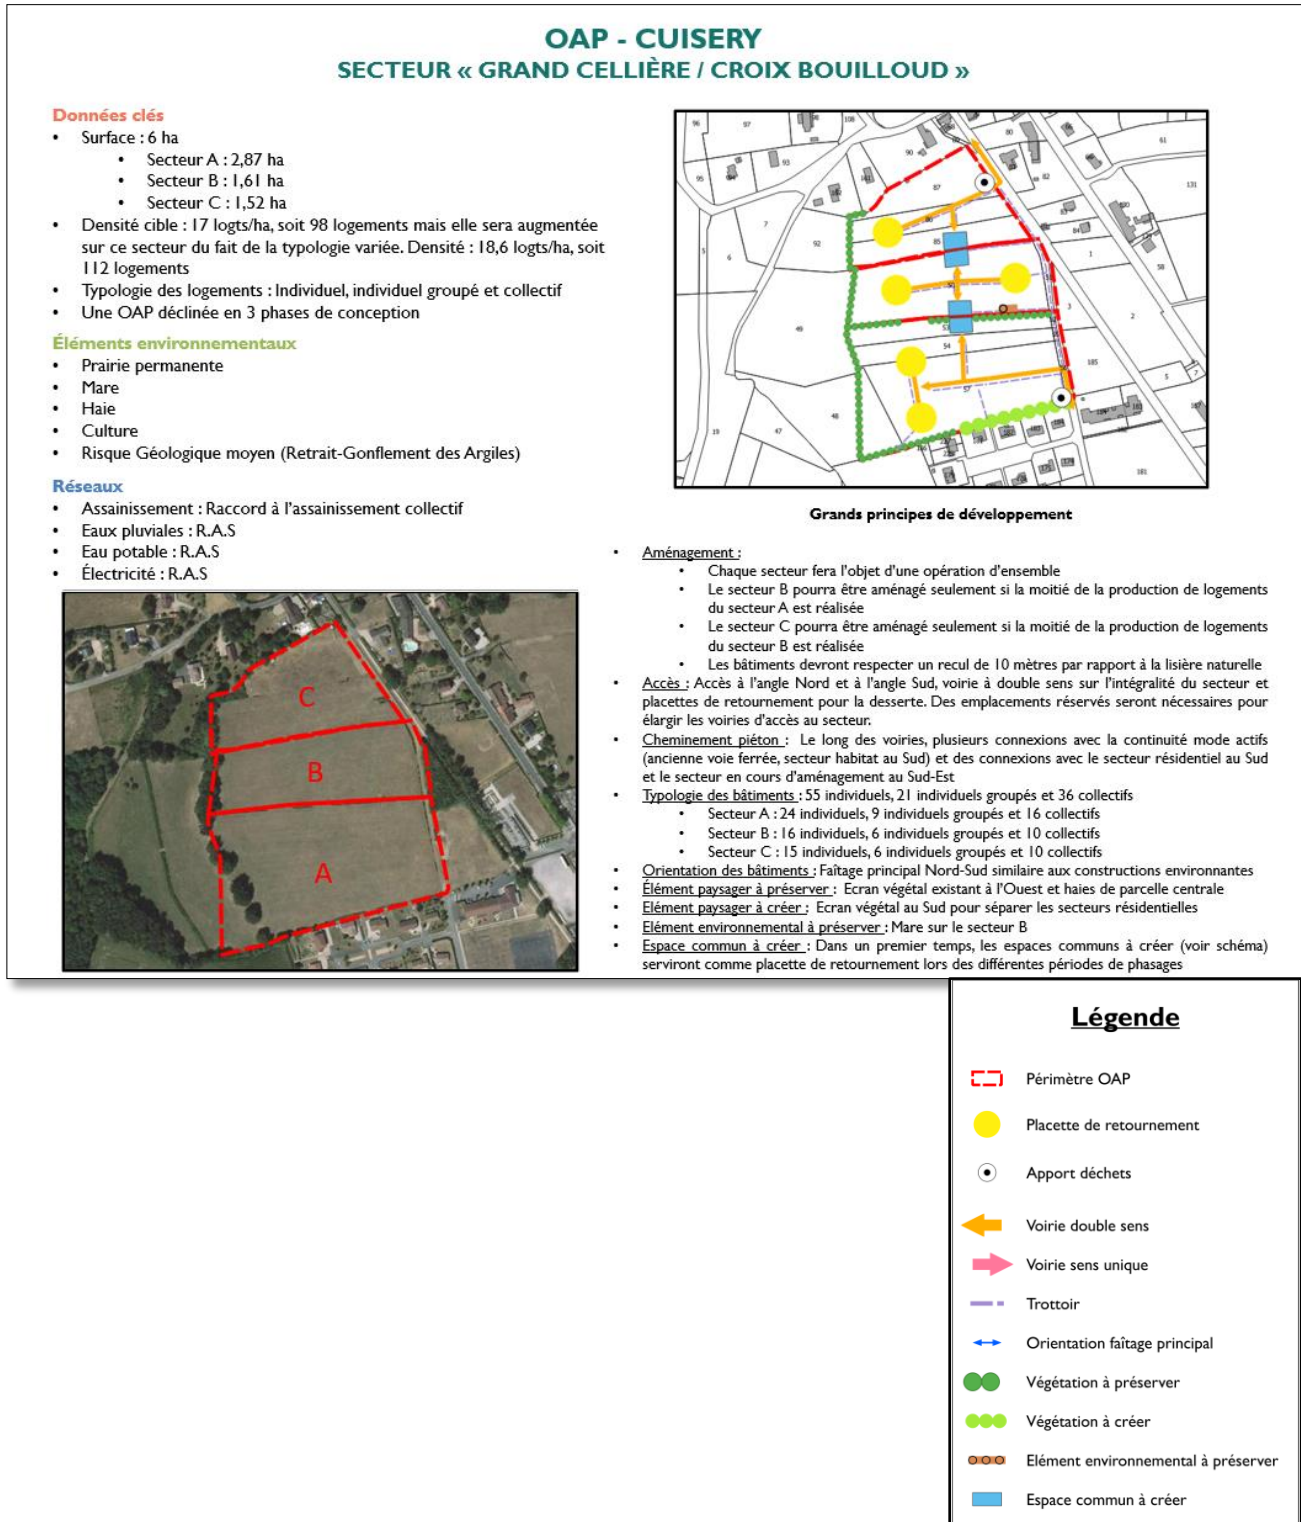 OAP - CUISERY
SECTEUR « GRAND CELLIÈRE / CROIX BOUILLOUD »
Données clés
• Surface : 6 ha
• Secteur A : 2,87 ha
• Secteur B : 1,61 ha
• Secteur C : 1,52 ha
• Densité cible : 17 logts/ha, soit 98 logements mais elle sera augmentée
sur ce secteur du fait de la typologie variée. Densité : 18,6 logts/ha, soit
112 logements
• Typologie des logements : Individuel, individuel groupé et collectif
• Une OAP déclinée en 3 phases de conception
Éléments environnementaux
• Prairie permanente
• Mare
• Haie
• Culture
• Risque Géologique moyen (Retrait-Gonflement des Argiles)
Réseaux
• Assainissement : Raccord à l'assainissement collectif
• Eaux pluviales : R.A.S
• Eau potable : R.A.S
• Électricité : R.A.S
C
B
A
Grands principes de développement
• Aménagement :
• Chaque secteur fera l'objet d'une opération d'ensemble
• Le secteur B pourra être aménagé seulement si la moitié de la production de logements
du secteur A est réalisée
• Le secteur C pourra être aménagé seulement si la moitié de la production de logements
du secteur B est réalisée
• Les bâtiments devront respecter un recul de 10 mètres par rapport à la lisière naturelle
• Accès : Accès à l'angle Nord et à l'angle Sud, voirie à double sens sur l'intégralité du secteur et
placettes de retournement pour la desserte. Des emplacements réservés seront nécessaires pour
élargir les voiries d'accès au secteur.
• Cheminement piéton : Le long des voiries, plusieurs connexions avec la continuité mode actifs
(ancienne voie ferrée, secteur habitat au Sud) et des connexions avec le secteur résidentiel au Sud
et le secteur en cours d'aménagement au Sud-Est
• Typologie des bâtiments : 55 individuels, 21 individuels groupés et 36 collectifs
• Secteur A : 24 individuels, 9 individuels groupés et 16 collectifs
• Secteur B : 16 individuels, 6 individuels groupés et 10 collectifs
• Secteur C : 15 individuels, 6 individuels groupés et 10 collectifs
• Orientation des bâtiments : Faîtage principal Nord-Sud similaire aux constructions environnantes
• Élément paysager à préserver : Ecran végétal existant à l'Ouest et haies de parcelle centrale
• Elément paysager à créer : Ecran végétal au Sud pour séparer les secteurs résidentielles
• Elément environnemental à préserver : Mare sur le secteur B
• Espace commun à créer : Dans un premier temps, les espaces communs à créer (voir schéma)
serviront comme placette de retournement lors des différentes périodes de phasages
Légende
Périmètre OAP
Placette de retournement
Apport déchets
Voirie double sens
Voirie sens unique
Trottoir
Orientation faîtage principal
Végétation à préserver
Végétation à créer
Elément environnemental à préserver
Espace commun à créer